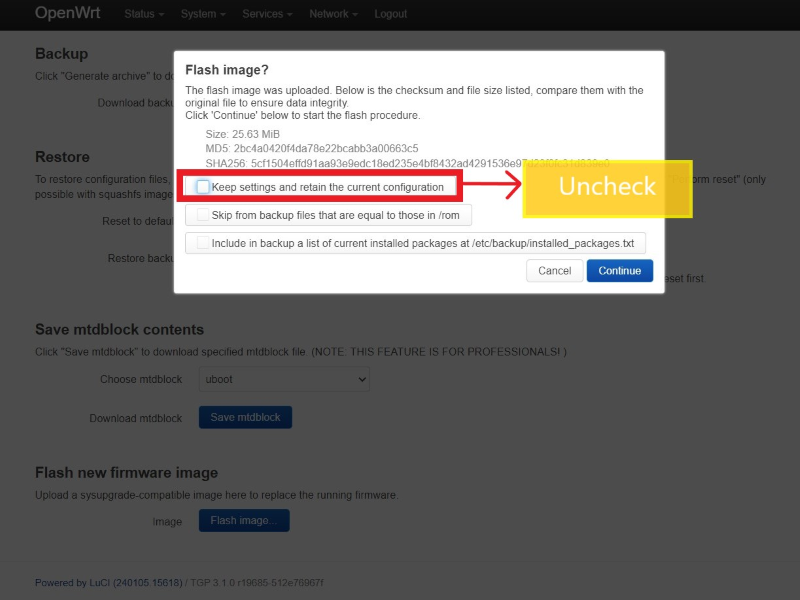 OpenWrt Status System Services Network Logout
Backup
Click "Generate archive" to do
Download backu
Flash image?
The flash image was uploaded. Below is the checksum and file size listed, compare them with the
original file to ensure data integrity.
Click 'Continue' below to start the flash procedure.
Size: 25.63 MiB
MD5: 2bc4a0420f4da78e22bcabb3a00663c5
Restore
SHA256:
To restore configuration files,
reset" (only
possible with squashfs image
Keep settings and retain the current configuration
Uncheck
Reset to defau
Skip from backup files that are equal to those in /rom
Include in backup a list of current installed packages at /etc/backup/installed_packages.txt
Restore backu
Cancel Continue
eset first.
Save mtdblock contents
Click "Save mtdblock" to download specified mtdblock file. (NOTE: THIS FEATURE IS FOR PROFESSIONALS! )
Choose mtdblock uboot
Download mtdblock Save mtdblock
Flash new firmware image
Upload a sysupgrade-compatible image here to replace the running firmware.
Image Flash image...
Powered by LuCI (240105.15618) / TGP 3.1.0 r19685-512e76967f